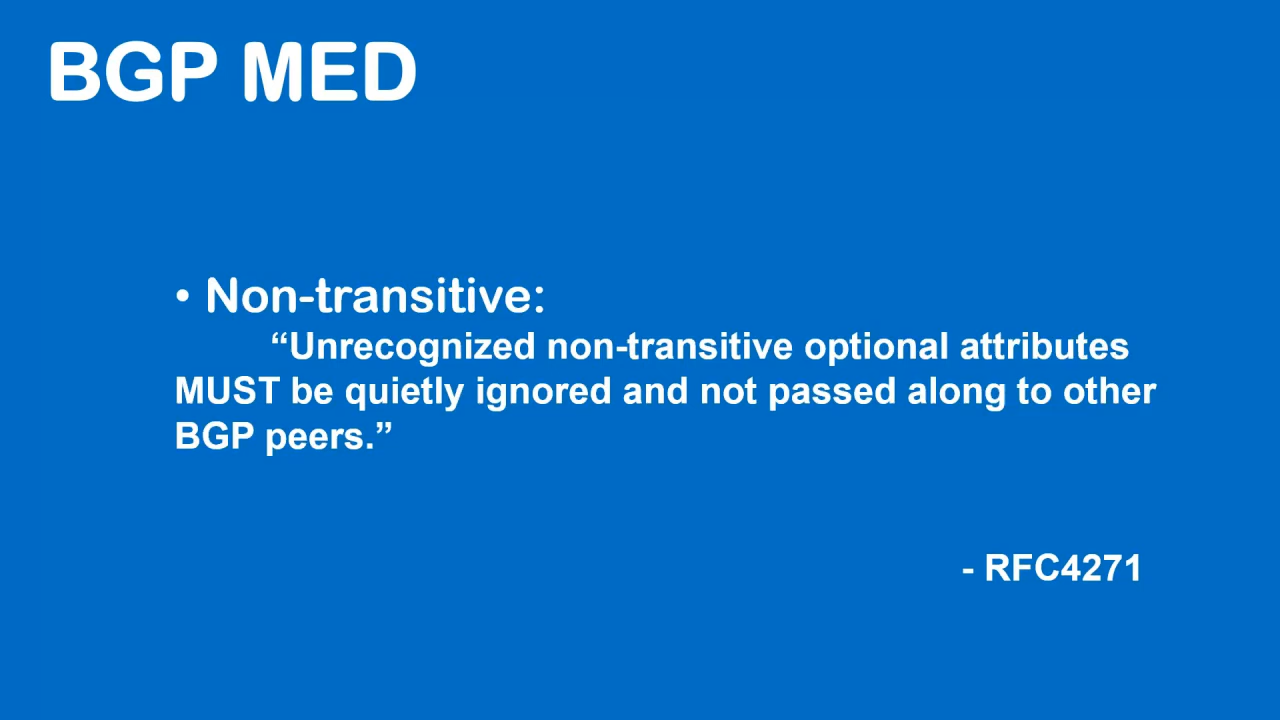 BGP MED
• Non-transitive:
“Unrecognized non-transitive optional attributes
MUST be quietly ignored and not passed along to other
BGP peers.”
- RFC4271